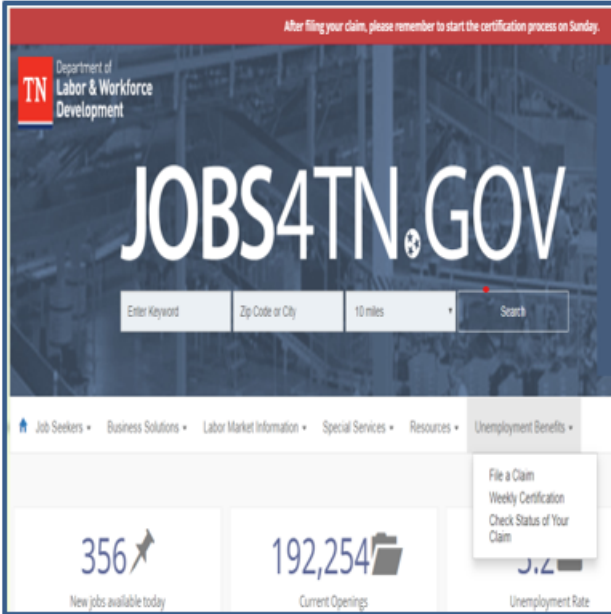 After filing your claim, please remember to start the certification process on Sunday.
TN
Department of
Labor & Workforce
Development
JOBS4TN.GOV
Enter Keyword
Zip Code or City
10 miles
Search
Job Seekers
Business Solutions
Labor Market Information
Special Services
Resources
Unemployment Benefits
File a Claim
Weekly Certification
Check Status of Your
Claim
356
192,254
New jobs available today
Current Openings
Unemployment Rate